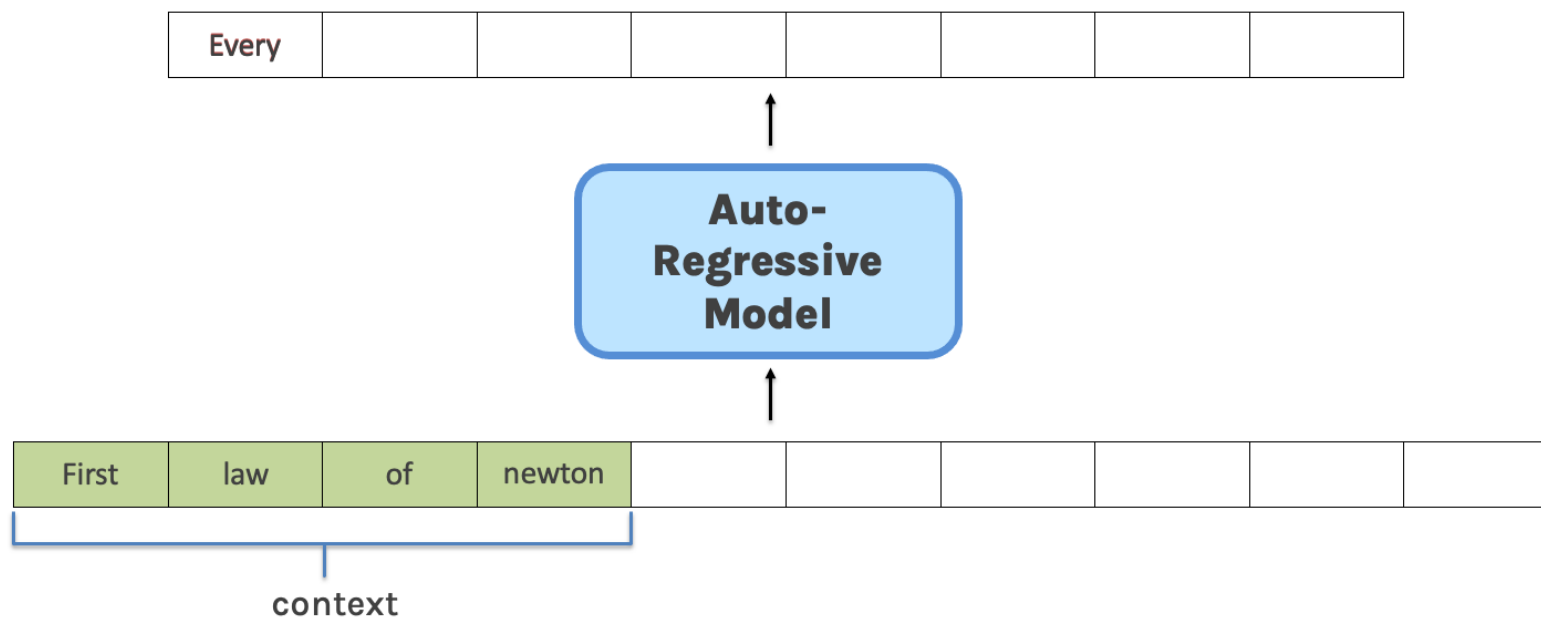 Every
Auto-
Regressive
Model
First law of newton
context